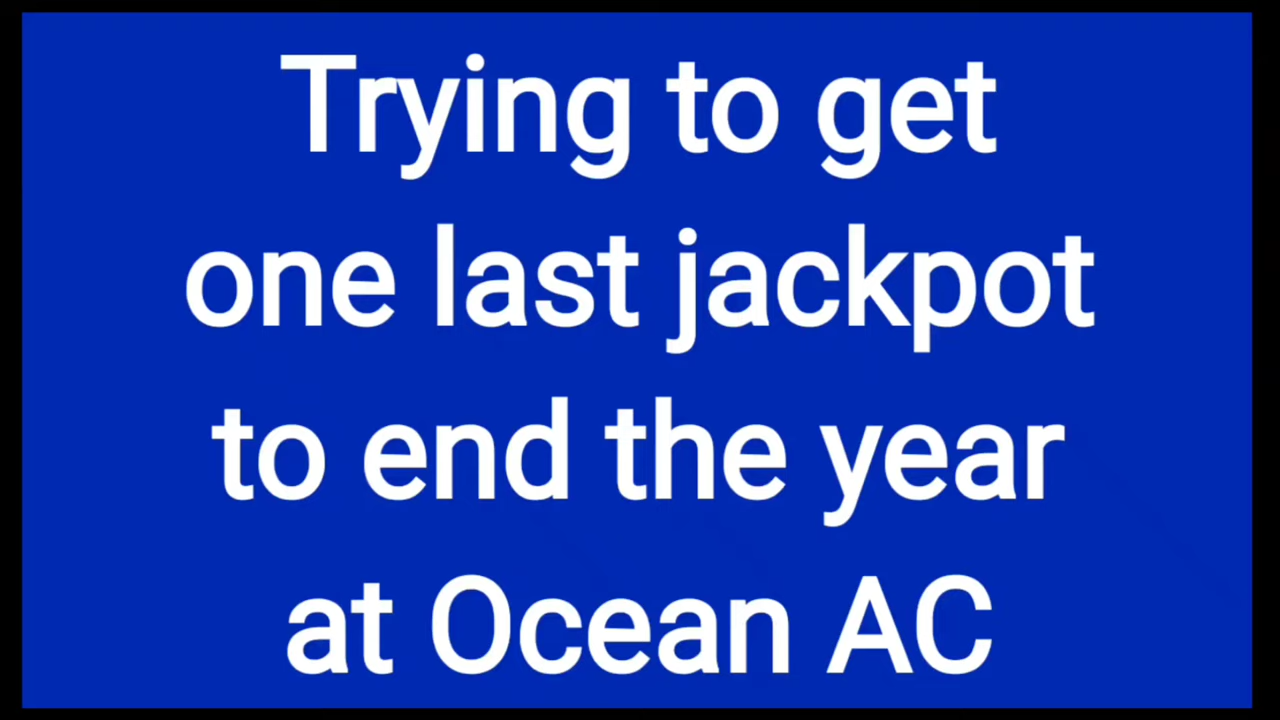 Trying to get
one last jackpot
to end the year
at Ocean AC